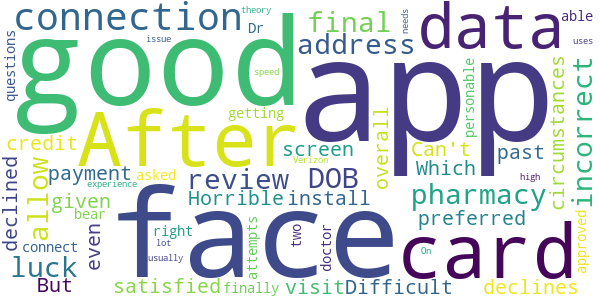 connection
theory
Dr
final
data
needs
able
questions
issue
good
address
app
incorrect
speed
After
personable
circumstances
getting
credit
screen
overall
Can't
past
declined
allow
payment
asked
Verizon
Which
review
DOB
experience
face
given
Horrible
install
pharmacy
bear
preferred
card
even
right
attempts
two
doctor
connect
high
On
approved
luck
lot
But
usually
satisfied
finally
visit
Difficult
declines
uses